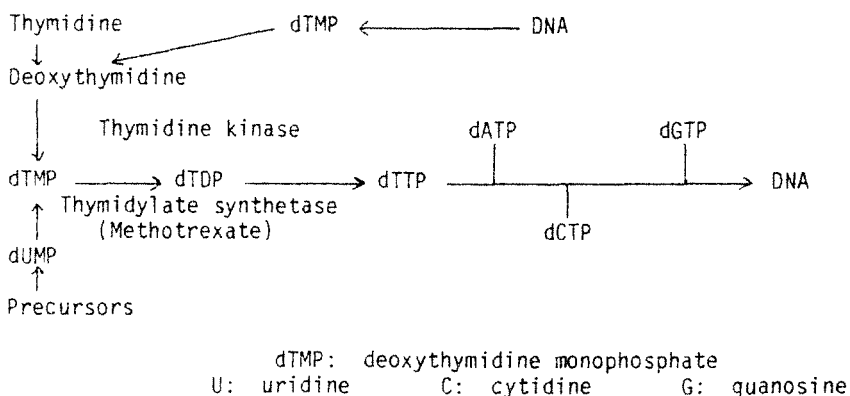 Thymidine dTMP DNA
Deoxythymidine
Thymidine kinase dATP dGTP
dTMP dTDP dTTP DNA
Thymidylate synthetase
(Methotrexate) dCTP
dUMP
Precursors
dTMP: deoxythymidine monophosphate
U: uridine C: cytidine G: guanosine